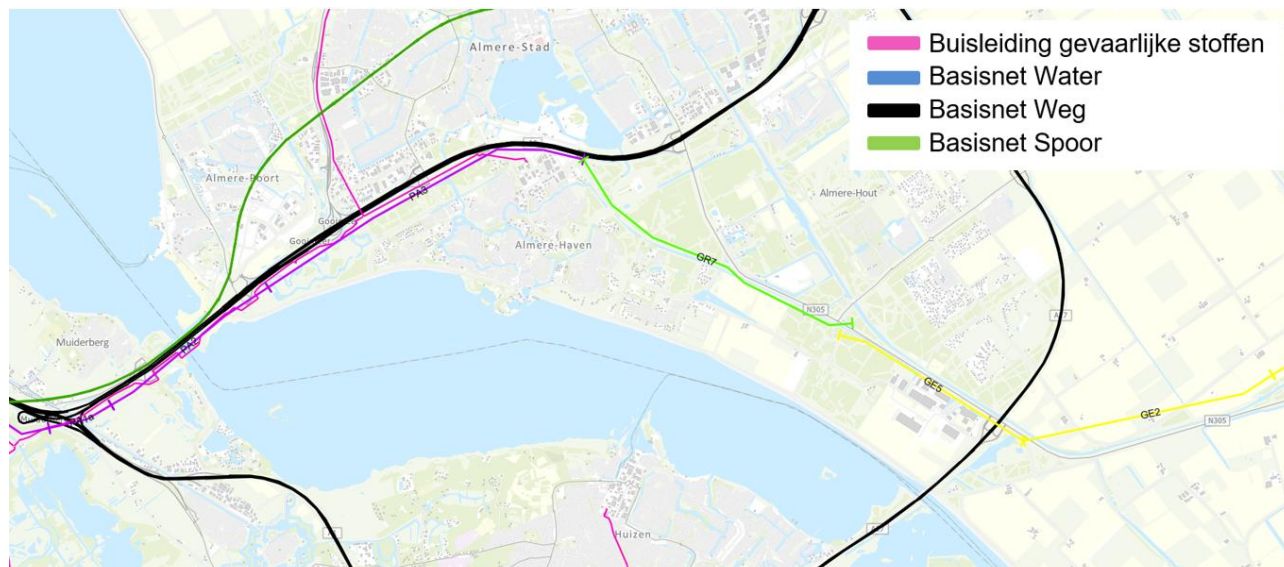 Buisleiding gevaarlijke stoffen
Basisnet Water
Basisnet Weg
Basisnet Spoor
Almere-Stad
Almere-Poort
PA3
Almere-Hout
Almere-Haven
GR7
N305
Muiderberg
PA2
GE5
GE2
N305
Huizen